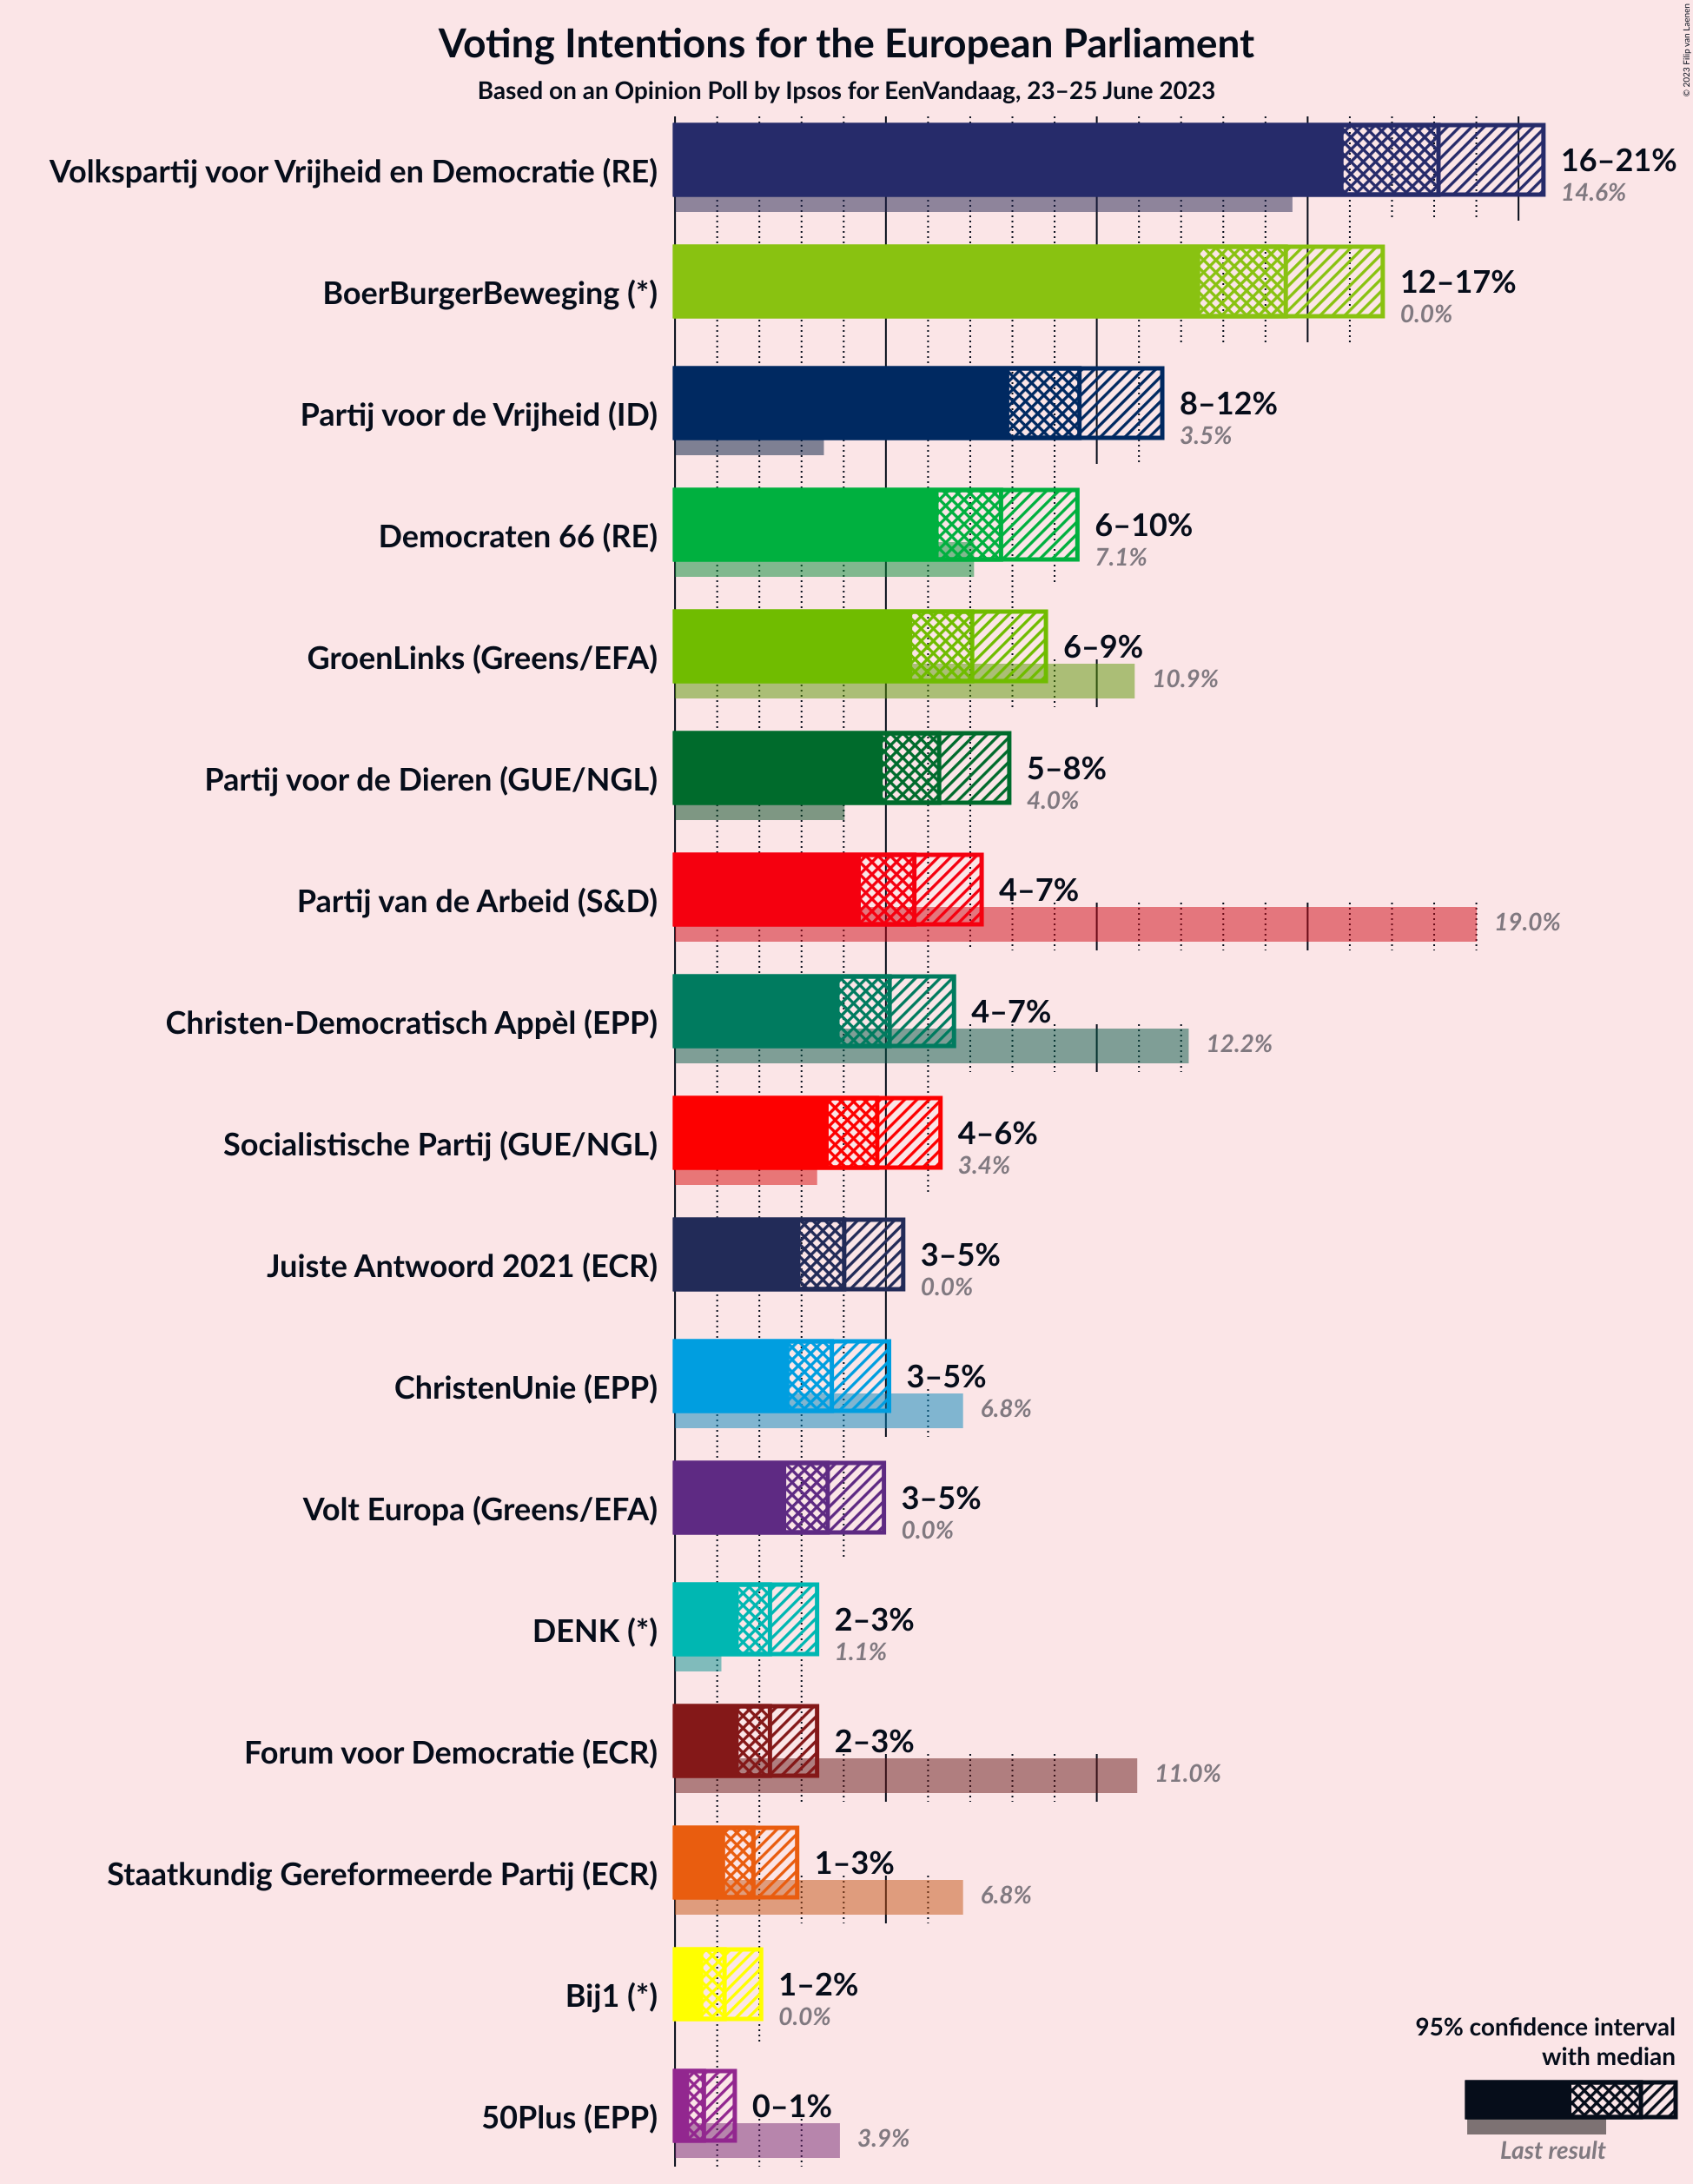 Voting Intentions for the European Parliament
Based on an Opinion Poll by Ipsos for EenVandaag, 23–25 June 2023
© 2023 Filip van Laenen
Volkspartij voor Vrijheid en Democratie (RE)
16–21%
14.6%
BoerBurgerBeweging (*)
12–17%
0.0%
Partij voor de Vrijheid (ID)
8–12%
3.5%
Democraten 66 (RE)
6–10%
7.1%
GroenLinks (Greens/EFA)
6–9%
10.9%
Partij voor de Dieren (GUE/NGL)
5–8%
4.0%
Partij van de Arbeid (S&D)
4–7%
19.0%
Christen-Democratisch Appèl (EPP)
4–7%
12.2%
Socialistische Partij (GUE/NGL)
4–6%
3.4%
Juiste Antwoord 2021 (ECR)
3–5%
0.0%
ChristenUnie (EPP)
3–5%
6.8%
Volt Europa (Greens/EFA)
3–5%
0.0%
DENK (*)
2–3%
1.1%
Forum voor Democratie (ECR)
2–3%
11.0%
Staatkundig Gereformeerde Partij (ECR)
1–3%
6.8%
Bij1 (*)
1–2%
0.0%
50Plus (EPP)
0–1%
3.9%
95% confidence interval
with median
Last result